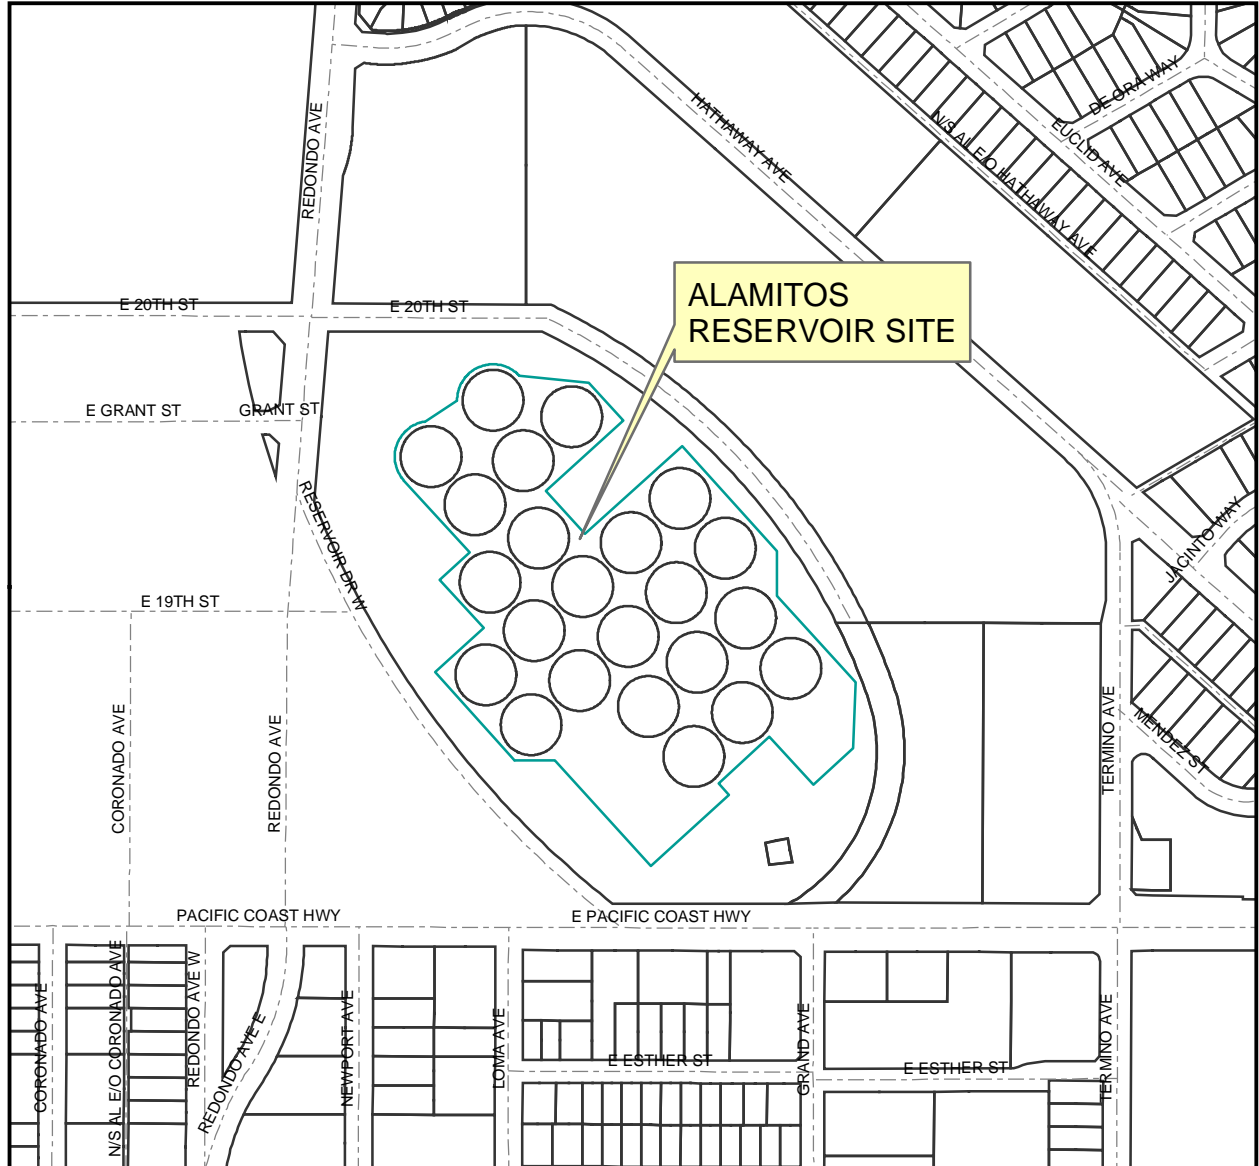 HATHAWAY AVE
DE ORA WAY
EUCLID AVE
N/S AL E/O HATHAWAY AVE
REDONDO AVE
ALAMITOS
RESERVOIR SITE
E 20TH ST
E 20TH ST
E GRANT ST
GRANT ST
RESERVOIR DR W
JACINTO WAY
E 19TH ST
CORONADO AVE
REDONDO AVE
TERMINO AVE
MENDEZ ST
PACIFIC COAST HWY
E PACIFIC COAST HWY
CORONADO AVE
N/S AL E/O CORONADO AVE
REDONDO AVE W
REDONDO AVE E
NEWPORT AVE
LOMA AVE
E ESTHER ST
GRAND AVE
E ESTHER ST
TERMINO AVE